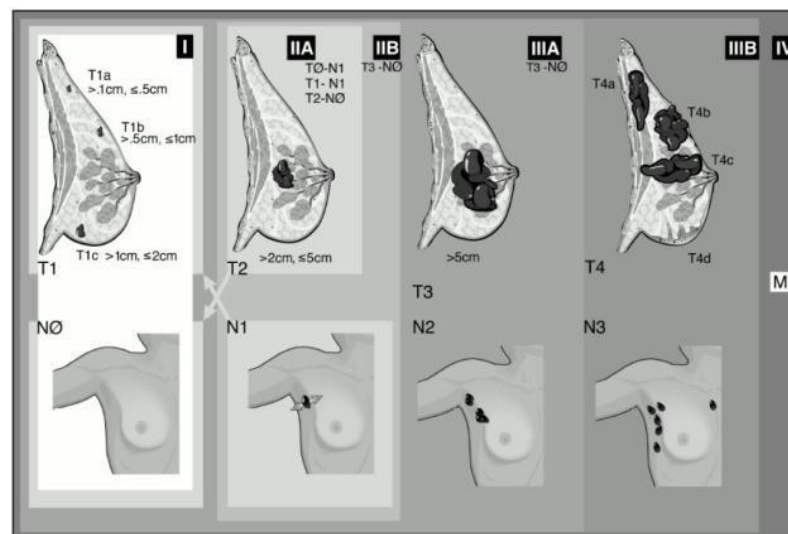 I
IIA
IIB
IIIA
IIIB
IV
TØ-N1
T1- N1
T2-NØ
T3 -NØ
T3 -NØ
T1a
>.1cm, ≤.5cm
T1b
>.5cm, ≤1cm
T1c >1cm, ≤2cm
T1
>2cm, ≤5cm
T2
>5cm
T3
T4a
T4b
T4c
T4d
T4
M
NØ
N1
N2
N3